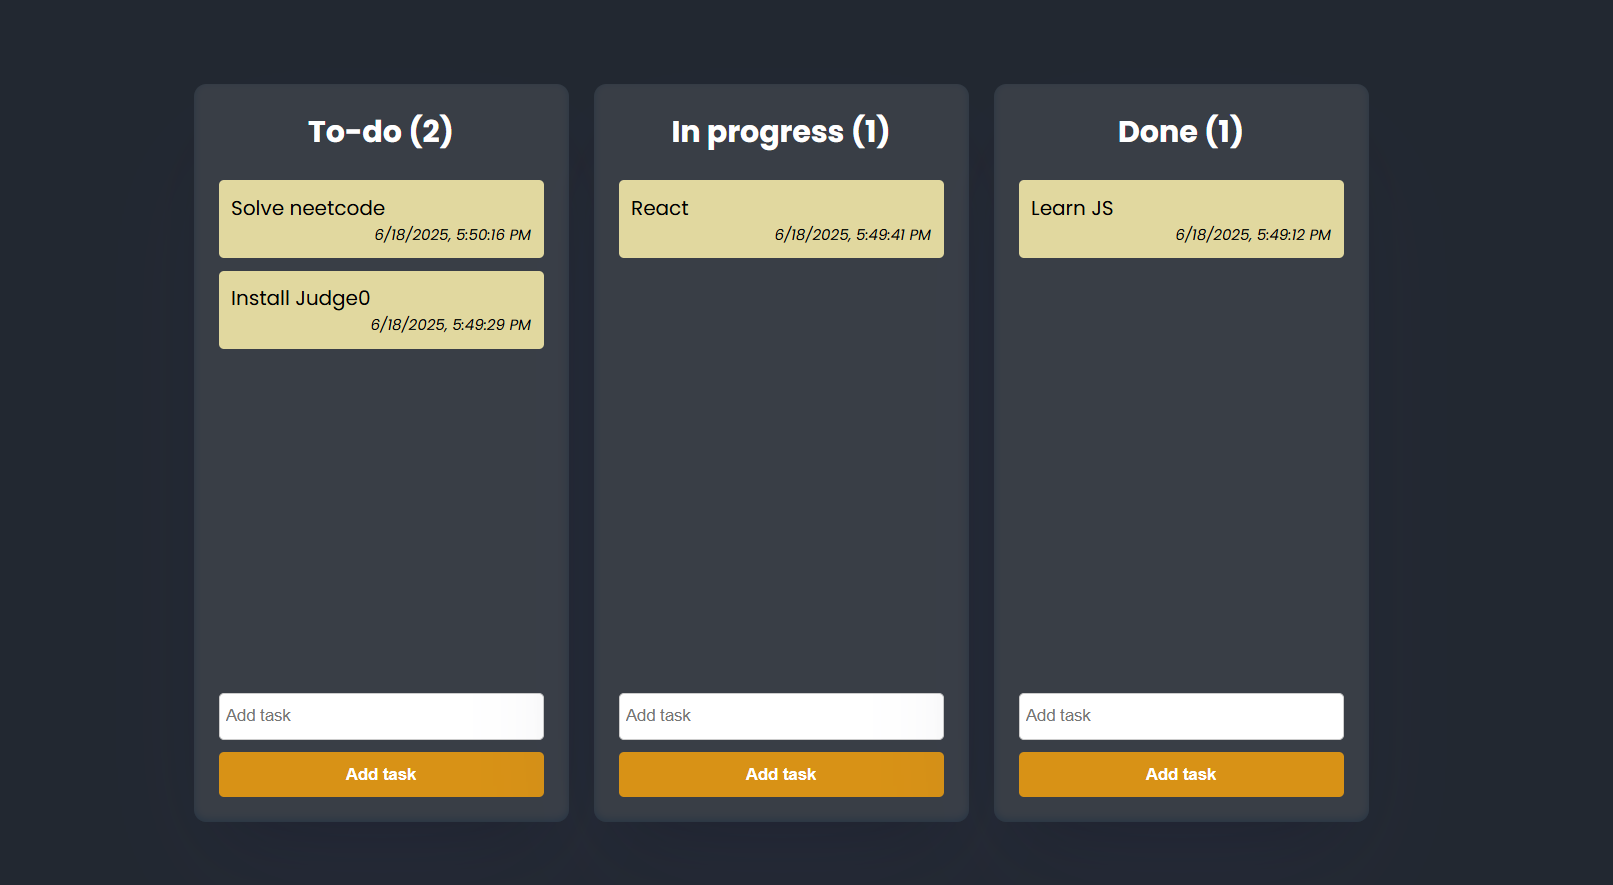 To-do (2)
Solve neetcode
6/18/2025, 5:50:16 PM
Install Judge0
6/18/2025, 5:49:29 PM
Add task
Add task
In progress (1)
React
6/18/2025, 5:49:41 PM
Add task
Add task
Done (1)
Learn JS
6/18/2025, 5:49:12 PM
Add task
Add task